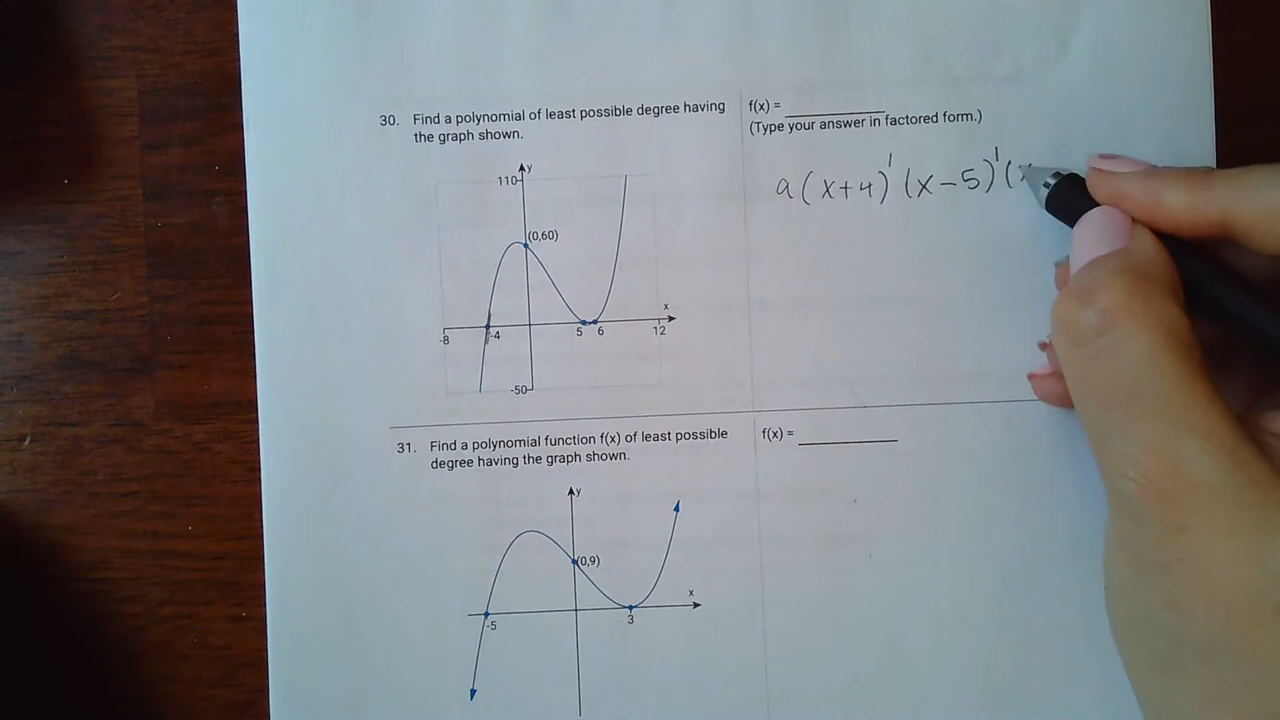 30. Find a polynomial of least possible degree having
the graph shown.
f(x) = __________
(Type your answer in factored form.)
a(x+4)¹(x-5)¹(x
y
110
(0,60)
x
-8
-4
5
6
12
-50
31. Find a polynomial function f(x) of least possible
degree having the graph shown.
f(x) = __________
y
(0,9)
x
-5
3